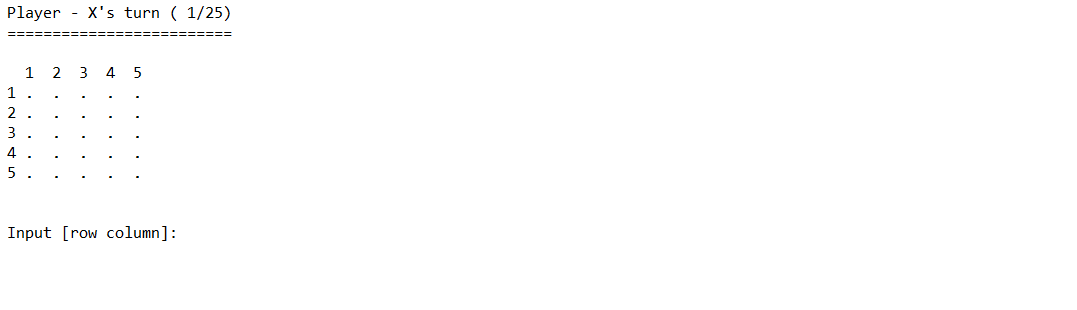 Player - X's turn ( 1/25)
=========================
1 2 3 4 5
1 . . . . .
2 . . . . .
3 . . . . .
4 . . . . .
5 . . . . .
Input [row column]: